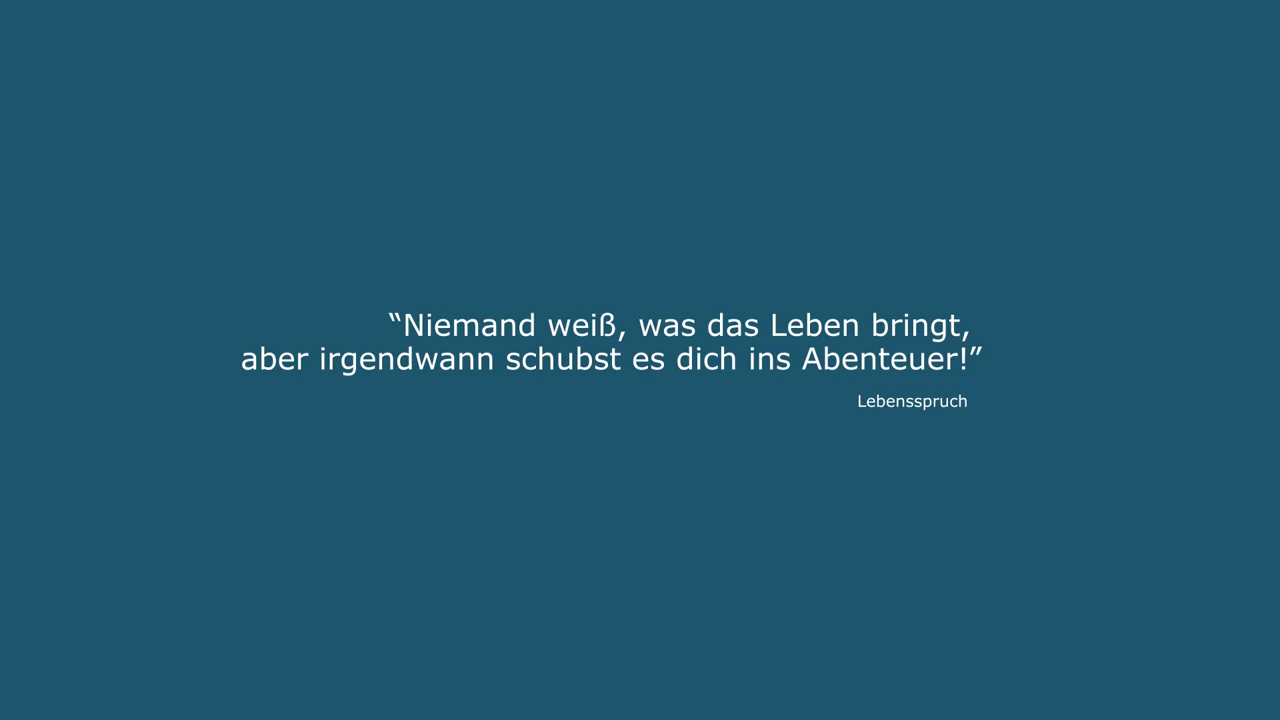 “Niemand weiß, was das Leben bringt,
aber irgendwann schubst es dich ins Abenteuer!”
Lebensspruch